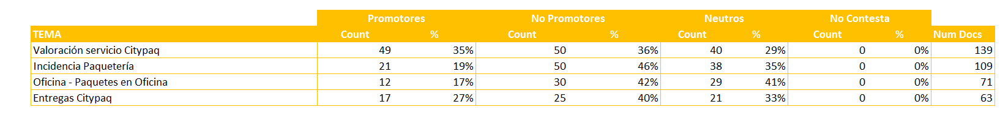 Promotores No Promotores Neutros No Contesta
TEMA Count % Count % Count % Count % Num Docs
Valoración servicio Citypaq 49 35% 50 36% 40 29% 0 0% 139
Incidencia Paquetería 21 19% 50 46% 38 35% 0 0% 109
Oficina - Paquetes en Oficina 12 17% 30 42% 29 41% 0 0% 71
Entregas Citypaq 17 27% 25 40% 21 33% 0 0% 63